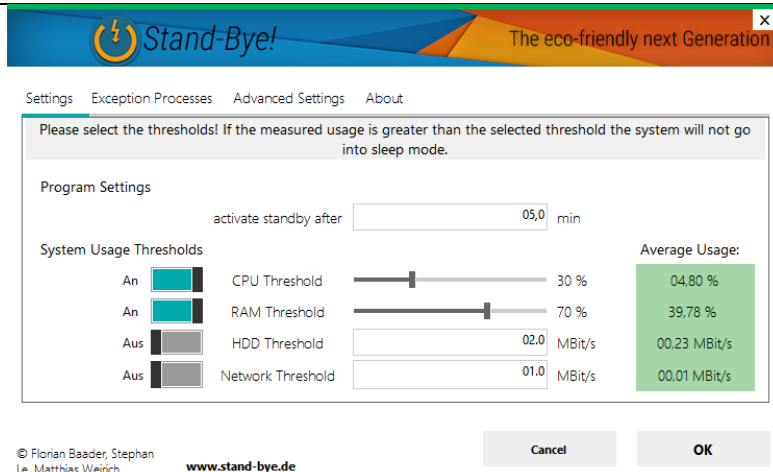 Stand-Bye!
The eco-friendly next Generation
Settings Exception Processes Advanced Settings About
Please select the thresholds! If the measured usage is greater than the selected threshold the system will not go
into sleep mode.
Program Settings
activate standby after 05,0 min
System Usage Thresholds Average Usage:
An CPU Threshold 30 % 04,80 %
An RAM Threshold 70 % 39,78 %
Aus HDD Threshold 02.0 MBit/s 00,23 MBit/s
Aus Network Threshold 01.0 MBit/s 00,01 MBit/s
© Florian Baader, Stephan
Le, Matthias Weirich
www.stand-bye.de
Cancel OK